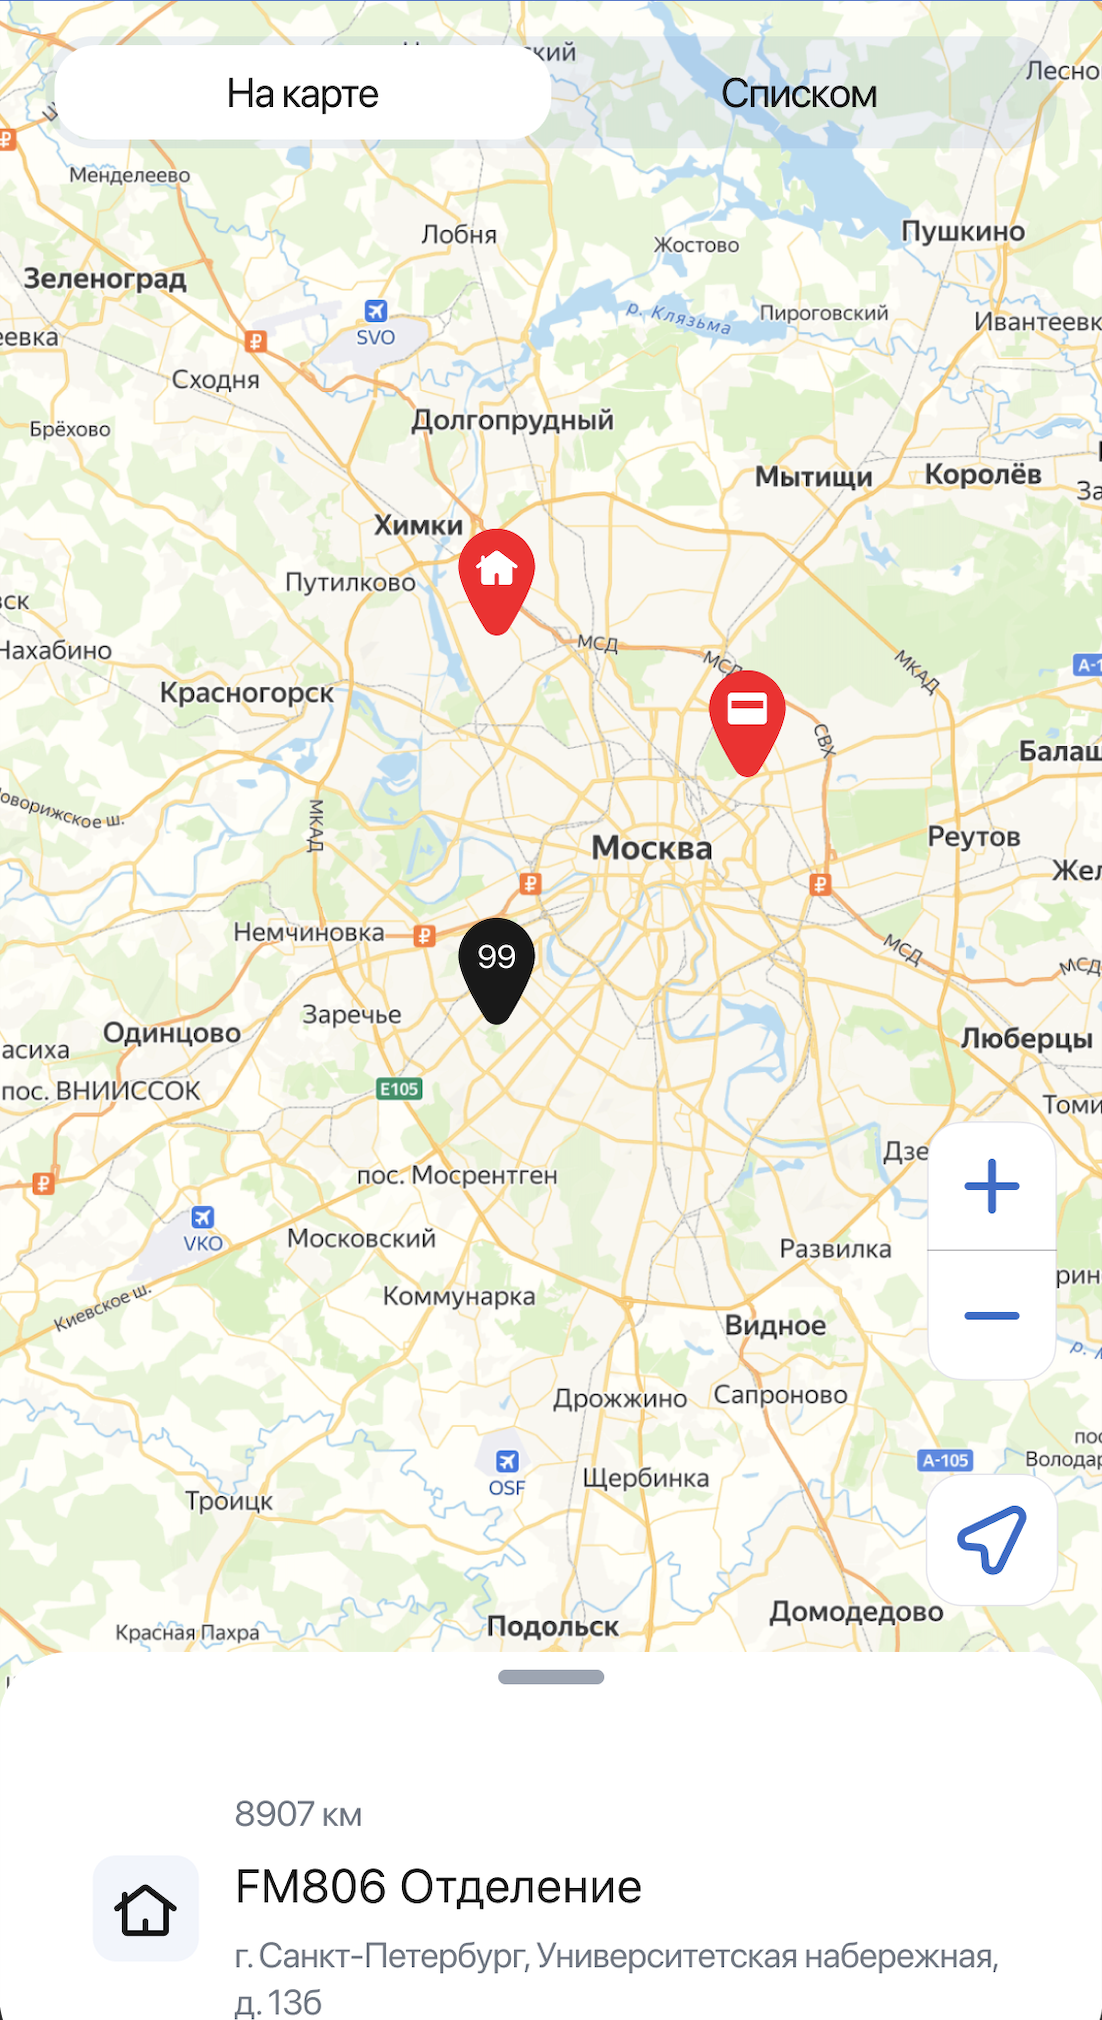 ский
Лесно
На карте
Списком
Менделеево
Лобня
Жостово
Пушкино
Зеленоград
SVO
р. Клязьма
Пироговский
Ивантеевк
еевка
Сходня
Брёхово
Долгопрудный
Мытищи
Королёв
За
Химки
Путилково
ск
Нахабино
МСД
МСД
МКАД
А-1
Красногорск
СВХ
Балаш
Новорижское ш.
МКАД
Москва
Реутов
Жел
Немчиновка
99
МСД
МСД
Заречье
Одинцово
Люберцы
асиха
пос. ВНИИССОК
E105
Томи
Дзе
пос. Мосрентген
VKO
Московский
Развилка
Киевское ш.
Коммунарка
рин
Видное
р.
Дрожжино
Сапроново
OSF
Щербинка
А-105
пос
Володар
Троицк
Красная Пахра
Подольск
Домодедово
8907 км
FM806 Отделение
г. Санкт-Петербург, Университетская набережная,
д. 13б